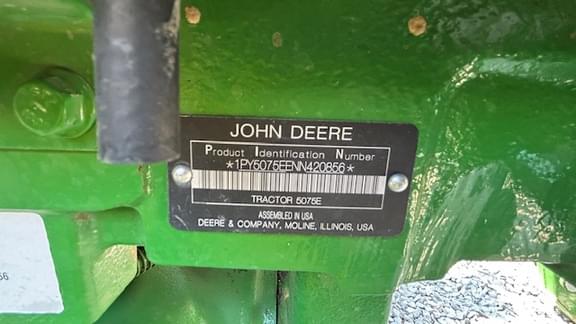 JOHN DEERE
Product Identification Number
*1PY5075EENN420856*
TRACTOR 5075E
ASSEMBLED IN USA
DEERE & COMPANY, MOLINE, ILLINOIS, USA